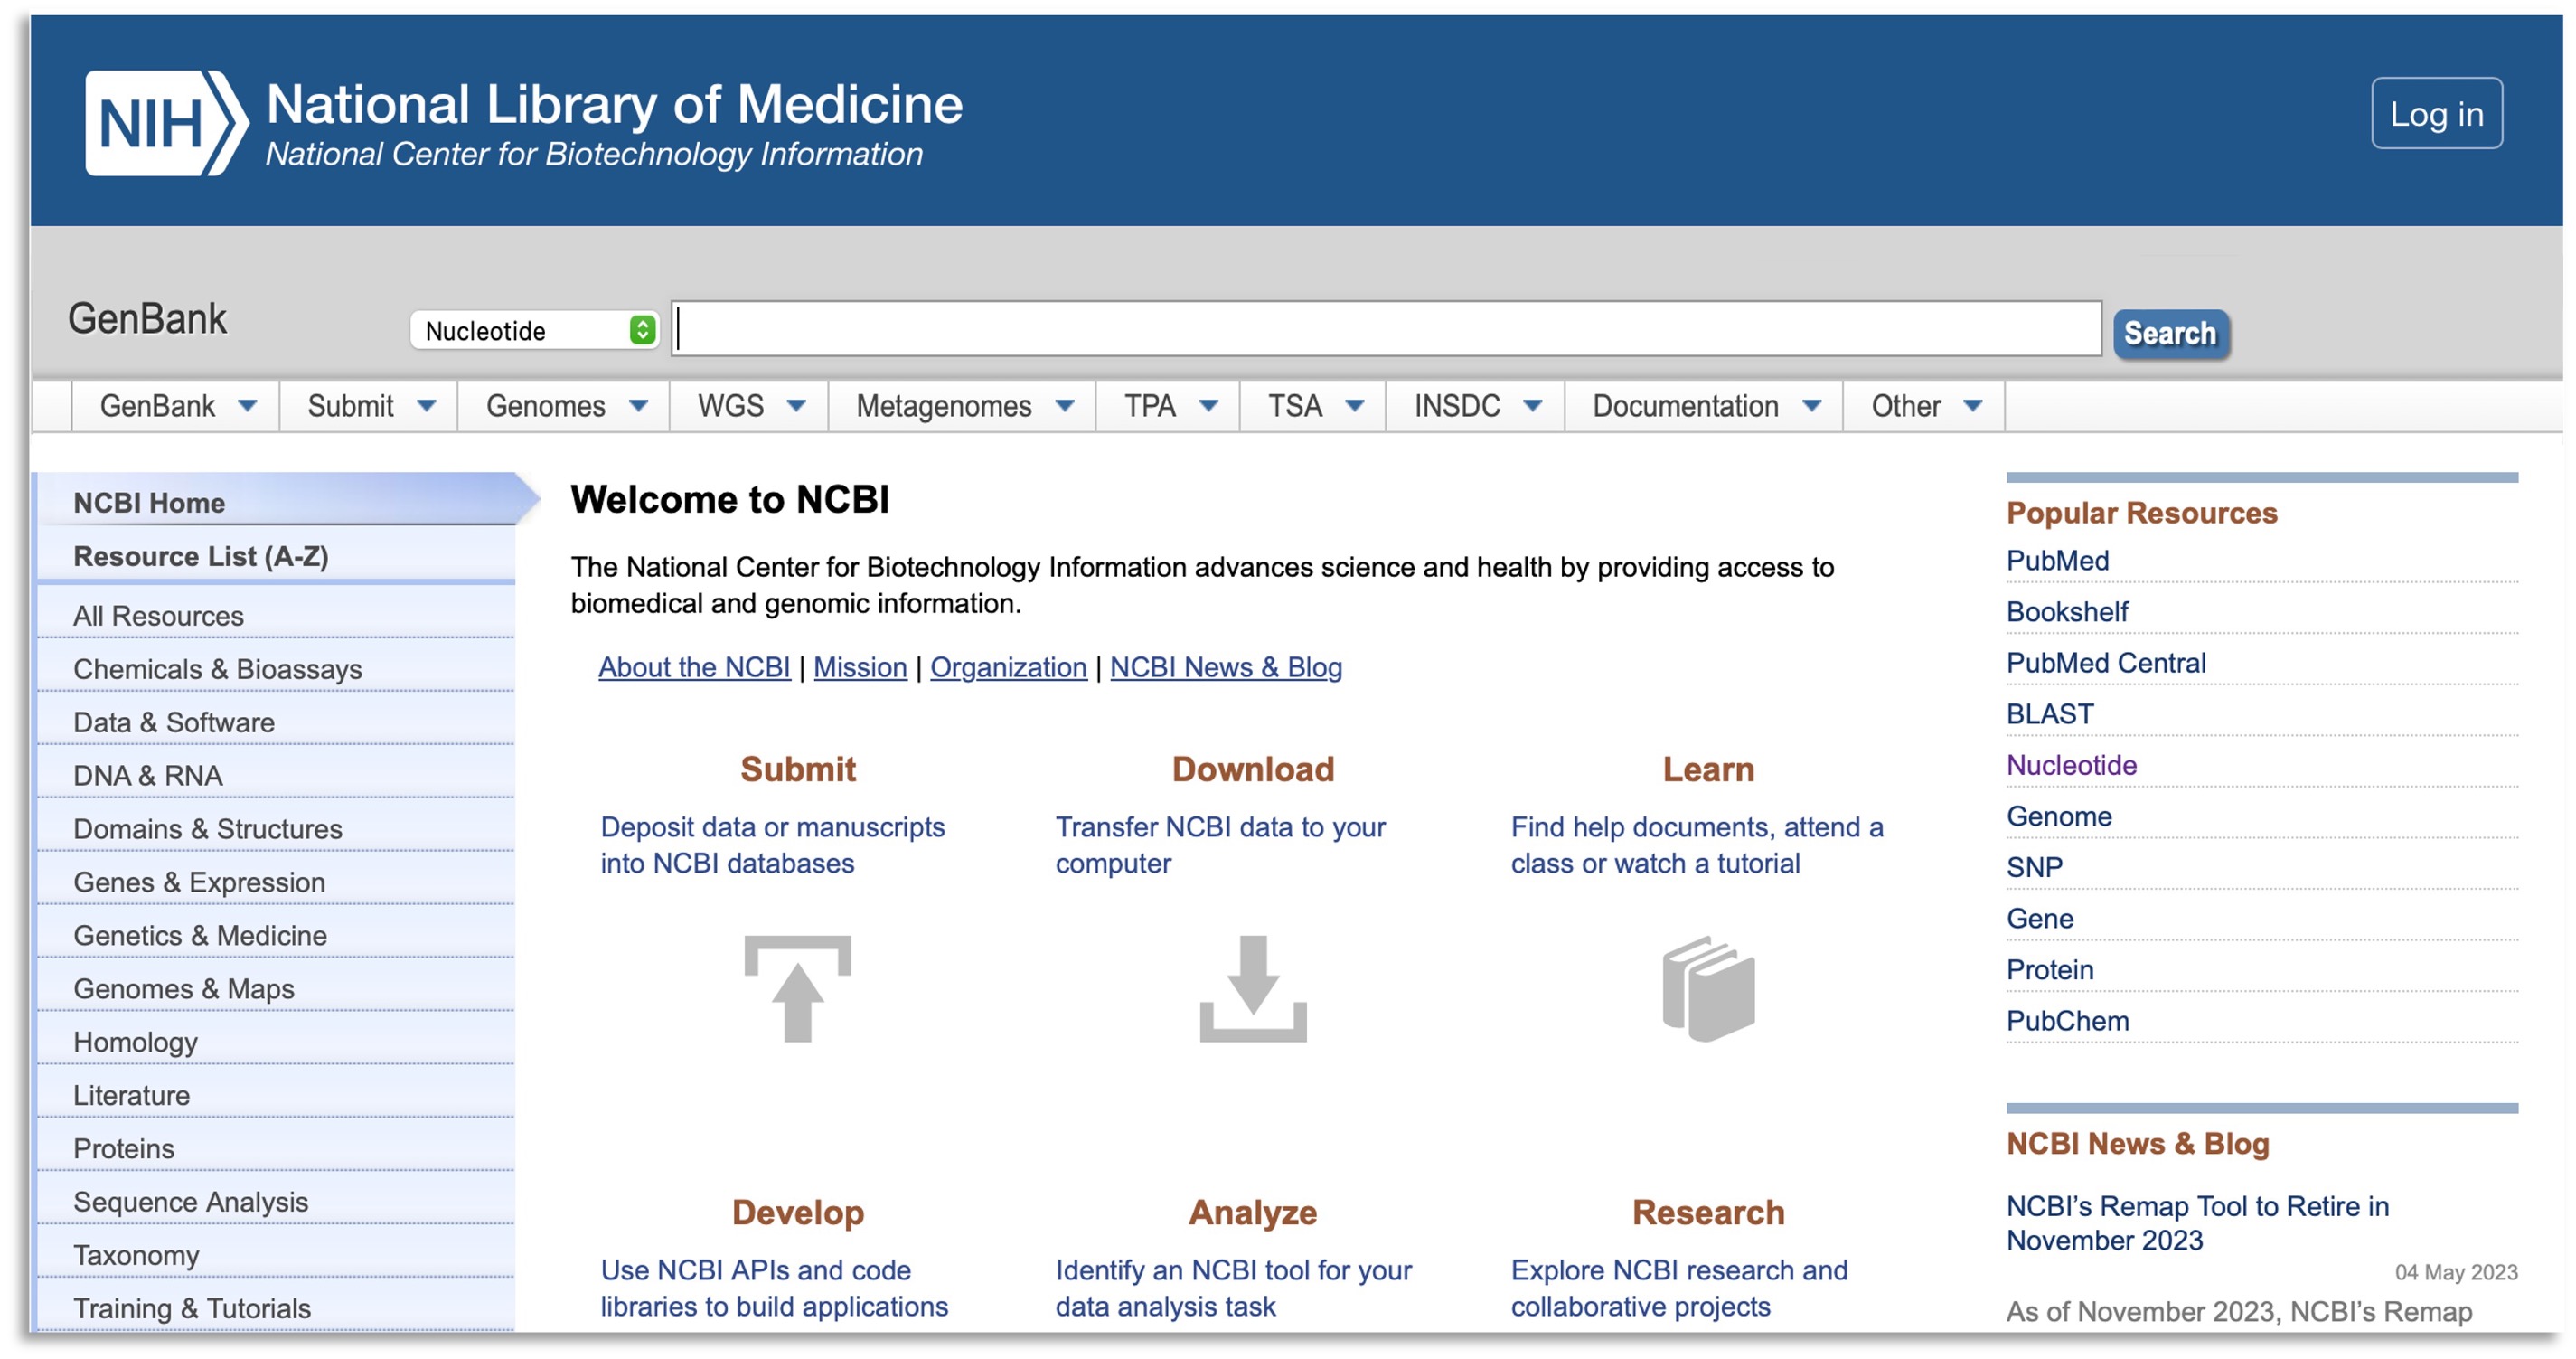 NIH
National Library of Medicine
National Center for Biotechnology Information
Log in
GenBank
Nucleotide
Search
GenBank
Submit
Genomes
WGS
Metagenomes
TPA
TSA
INSDC
Documentation
Other
NCBI Home
Resource List (A-Z)
All Resources
Chemicals & Bioassays
Data & Software
DNA & RNA
Domains & Structures
Genes & Expression
Genetics & Medicine
Genomes & Maps
Homology
Literature
Proteins
Sequence Analysis
Taxonomy
Training & Tutorials
Welcome to NCBI
The National Center for Biotechnology Information advances science and health by providing access to
biomedical and genomic information.
About the NCBI | Mission | Organization | NCBI News & Blog
Submit
Deposit data or manuscripts
into NCBI databases
Download
Transfer NCBI data to your
computer
Learn
Find help documents, attend a
class or watch a tutorial
Develop
Use NCBI APIs and code
libraries to build applications
Analyze
Identify an NCBI tool for your
data analysis task
Research
Explore NCBI research and
collaborative projects
Popular Resources
PubMed
Bookshelf
PubMed Central
BLAST
Nucleotide
Genome
SNP
Gene
Protein
PubChem
NCBI News & Blog
NCBI’s Remap Tool to Retire in
November 2023
04 May 2023
As of November 2023, NCBI’s Remap